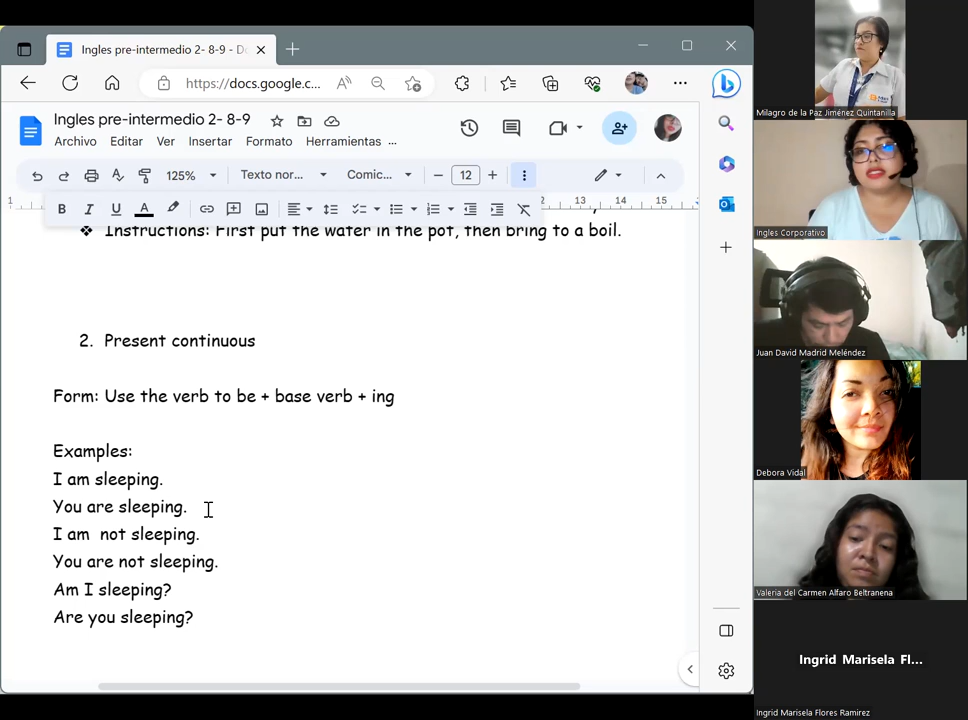 Ingles pre-intermedio 2- 8-9 - Do
https://docs.google.c...
Ingles pre-intermedio 2- 8-9
Archivo Editar Ver Insertar Formato Herramientas ...
125% Texto nor... Comic... 12
1 12 13 14 15
Instructions: First put the water in the pot, then bring to a boil.
2. Present continuous
Form: Use the verb to be + base verb + ing
Examples:
I am sleeping.
You are sleeping.
I am  not sleeping.
You are not sleeping.
Am I sleeping?
Are you sleeping?
Milagro de la Paz Jiménez Quintanilla
Ingles Corporativo
Juan David Madrid Meléndez
Debora Vidal
Valeria del Carmen Alfaro Beltranena
Ingrid Marisela Fl...
Ingrid Marisela Flores Ramirez